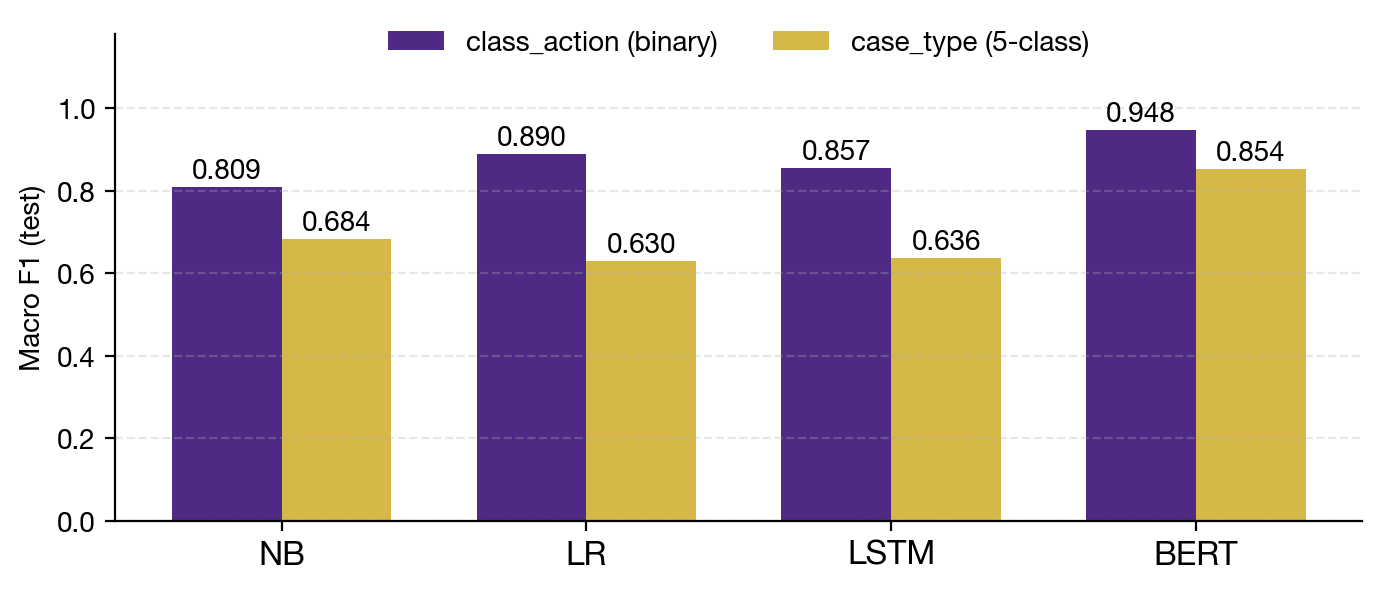 class_action (binary) case_type (5-class)
Macro F1 (test)
1.0
0.8
0.6
0.4
0.2
0.0
0.809 0.684 0.890 0.630 0.857 0.636 0.948 0.854
NB LR LSTM BERT